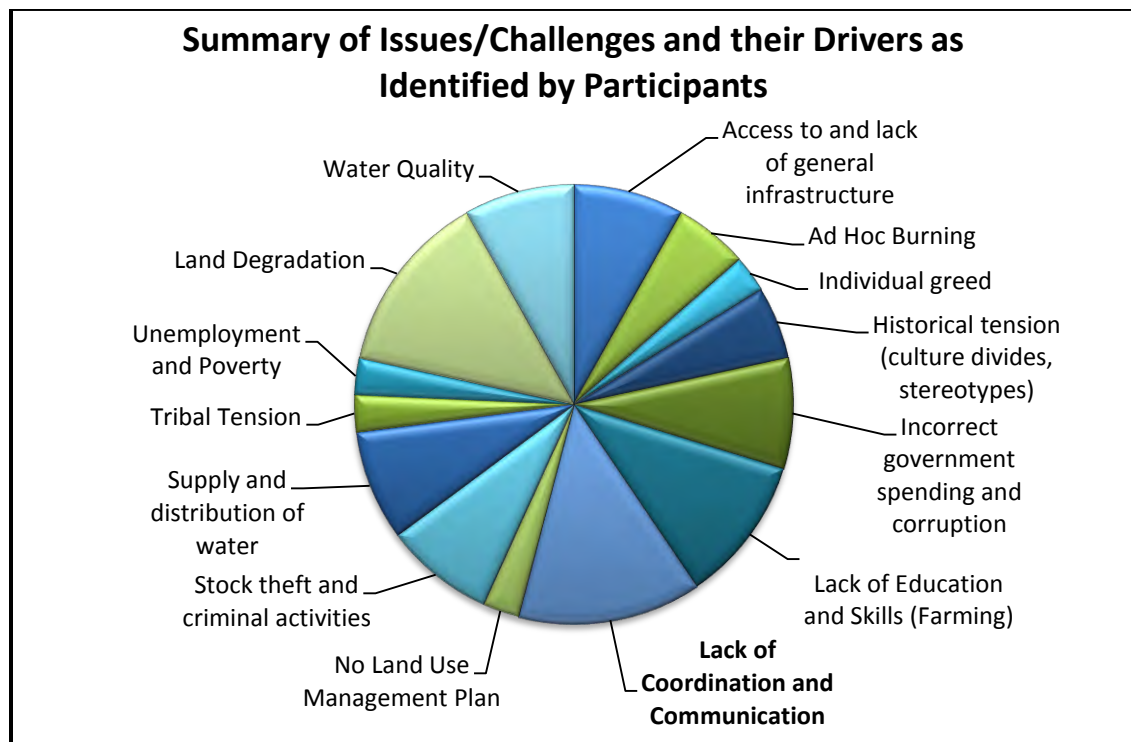 Summary of Issues/Challenges and their Drivers as
Identified by Participants
Access to and lack
of general
infrastructure
Ad Hoc Burning
Individual greed
Historical tension
(culture divides,
stereotypes)
Incorrect
government
spending and
corruption
Lack of Education
and Skills (Farming)
Lack of
Coordination and
Communication
No Land Use
Management Plan
Stock theft and
criminal activities
Supply and
distribution of
water
Tribal Tension
Unemployment
and Poverty
Land Degradation
Water Quality